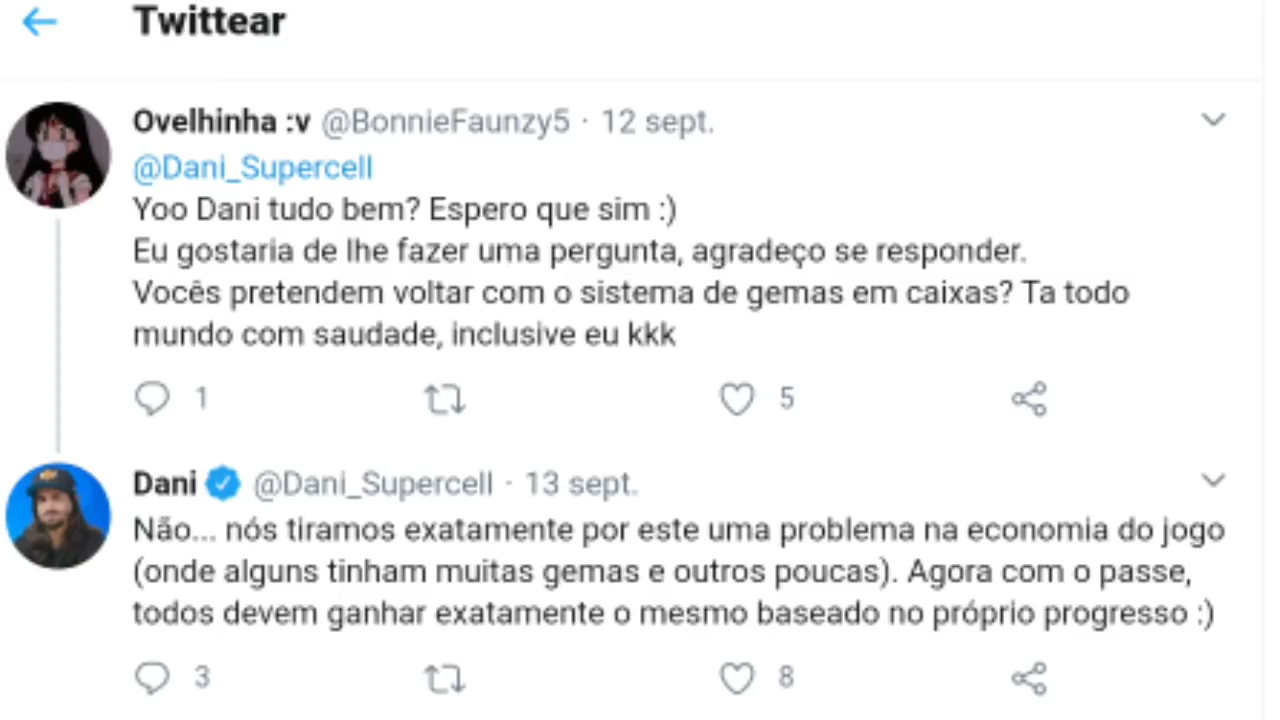 Twittear
Ovelhinha :v @BonnieFaunzy5 · 12 sept.
@Dani_Supercell
Yoo Dani tudo bem? Espero que sim :)
Eu gostaria de lhe fazer uma pergunta, agradeço se responder.
Vocês pretendem voltar com o sistema de gemas em caixas? Ta todo
mundo com saudade, inclusive eu kkk
1 5
Dani @Dani_Supercell · 13 sept.
Não... nós tiramos exatamente por este uma problema na economia do jogo
(onde alguns tinham muitas gemas e outros poucas). Agora com o passe,
todos devem ganhar exatamente o mesmo baseado no próprio progresso :)
3 8